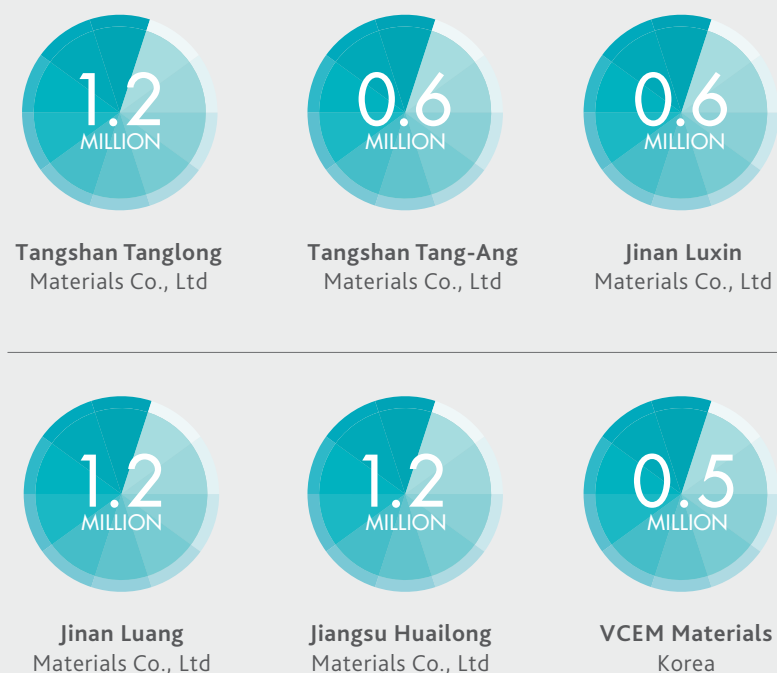 1.2
MILLION
Tangshan Tanglong
Materials Co., Ltd
0.6
MILLION
Tangshan Tang-Ang
Materials Co., Ltd
0.6
MILLION
Jinan Luxin
Materials Co., Ltd
1.2
MILLION
Jinan Luang
Materials Co., Ltd
1.2
MILLION
Jiangsu Huailong
Materials Co., Ltd
0.5
MILLION
VCEM Materials
Korea